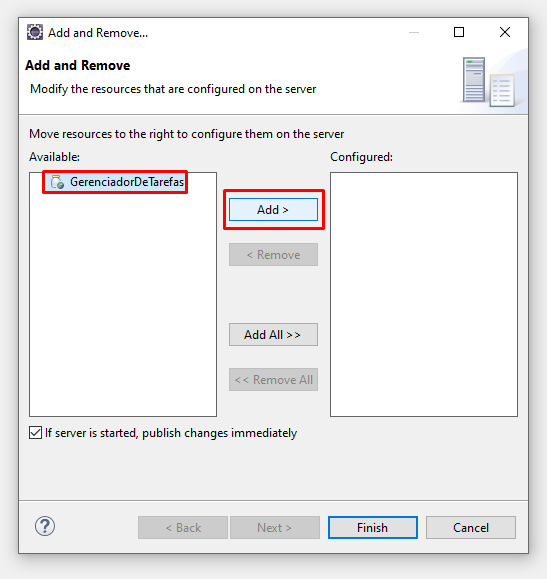 Add and Remove...
Add and Remove
Modify the resources that are configured on the server
Move resources to the right to configure them on the server
Available:
Configured:
GerenciadorDeTarefas
Add >
< Remove
Add All >>
<< Remove All
If server is started, publish changes immediately
?
< Back
Next >
Finish
Cancel